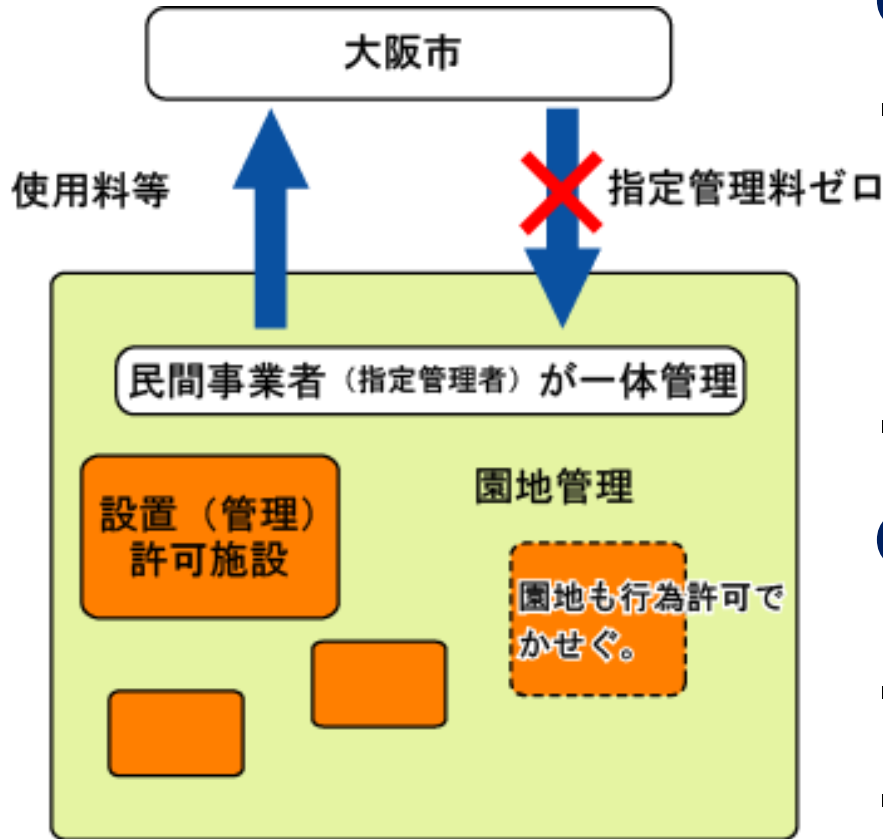 大阪市
使用料等
指定管理料ゼロ
民間事業者（指定管理者）が一体管理
設置（管理）
許可施設
園地管理
園地も行為許可で
かせぐ。